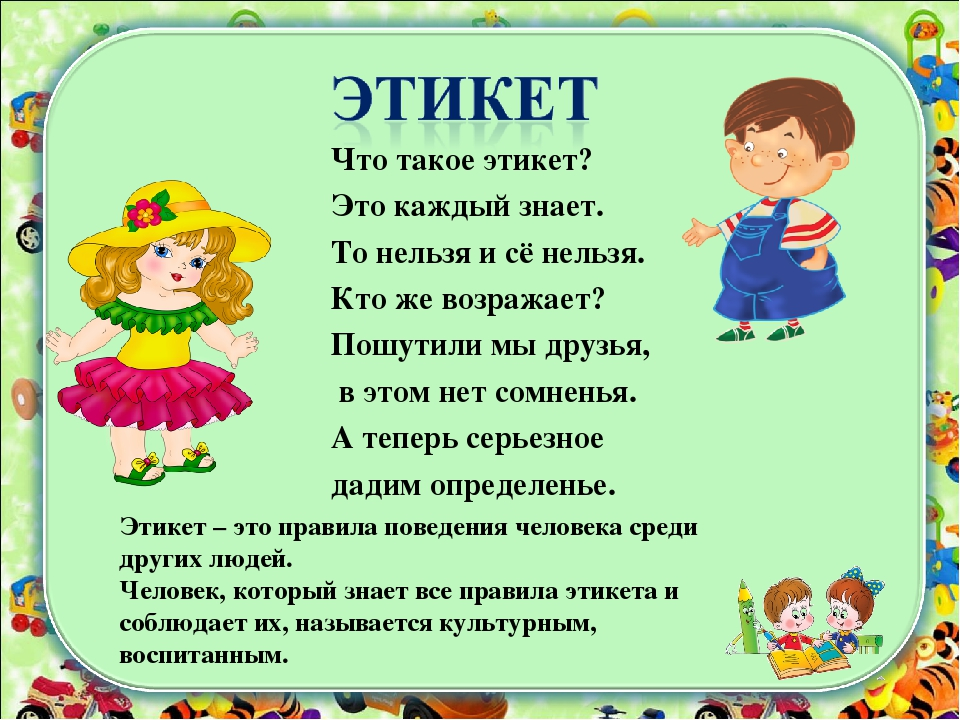 ЭТИКЕТ
Что такое этикет?
Это каждый знает.
То нельзя и сё нельзя.
Кто же возражает?
Пошутили мы друзья,
в этом нет сомненья.
А теперь серьезное
дадим определенье.
Этикет – это правила поведения человека среди
других людей.
Человек, который знает все правила этикета и
соблюдает их, называется культурным,
воспитанным.